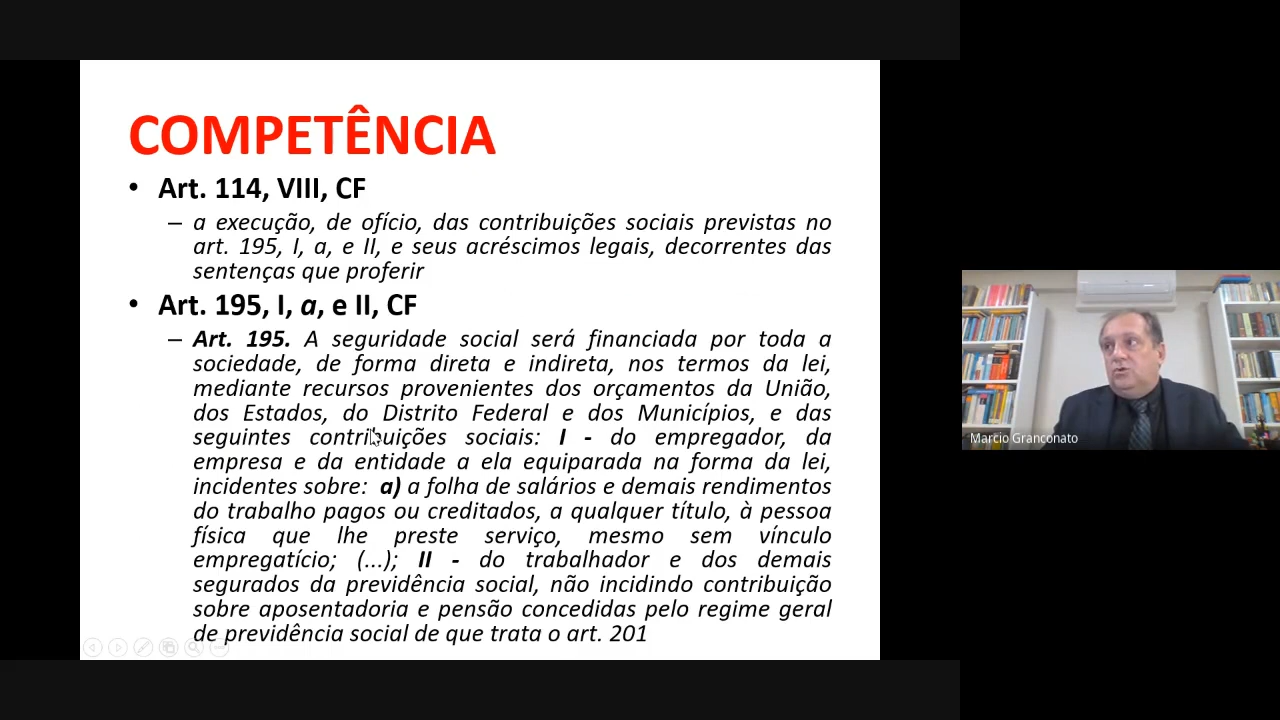 COMPETÊNCIA
• Art. 114, VIII, CF
– a execução, de ofício, das contribuições sociais previstas no
art. 195, I, a, e II, e seus acréscimos legais, decorrentes das
sentenças que proferir
• Art. 195, I, a, e II, CF
– Art. 195. A seguridade social será financiada por toda a
sociedade, de forma direta e indireta, nos termos da lei,
mediante recursos provenientes dos orçamentos da União,
dos Estados, do Distrito Federal e dos Municípios, e das
seguintes contribuições sociais: I - do empregador, da
empresa e da entidade a ela equiparada na forma da lei,
incidentes sobre: a) a folha de salários e demais rendimentos
do trabalho pagos ou creditados, a qualquer título, à pessoa
física que lhe preste serviço, mesmo sem vínculo
empregatício; (...); II - do trabalhador e dos demais
segurados da previdência social, não incidindo contribuição
sobre aposentadoria e pensão concedidas pelo regime geral
de previdência social de que trata o art. 201
Marcio Granconato